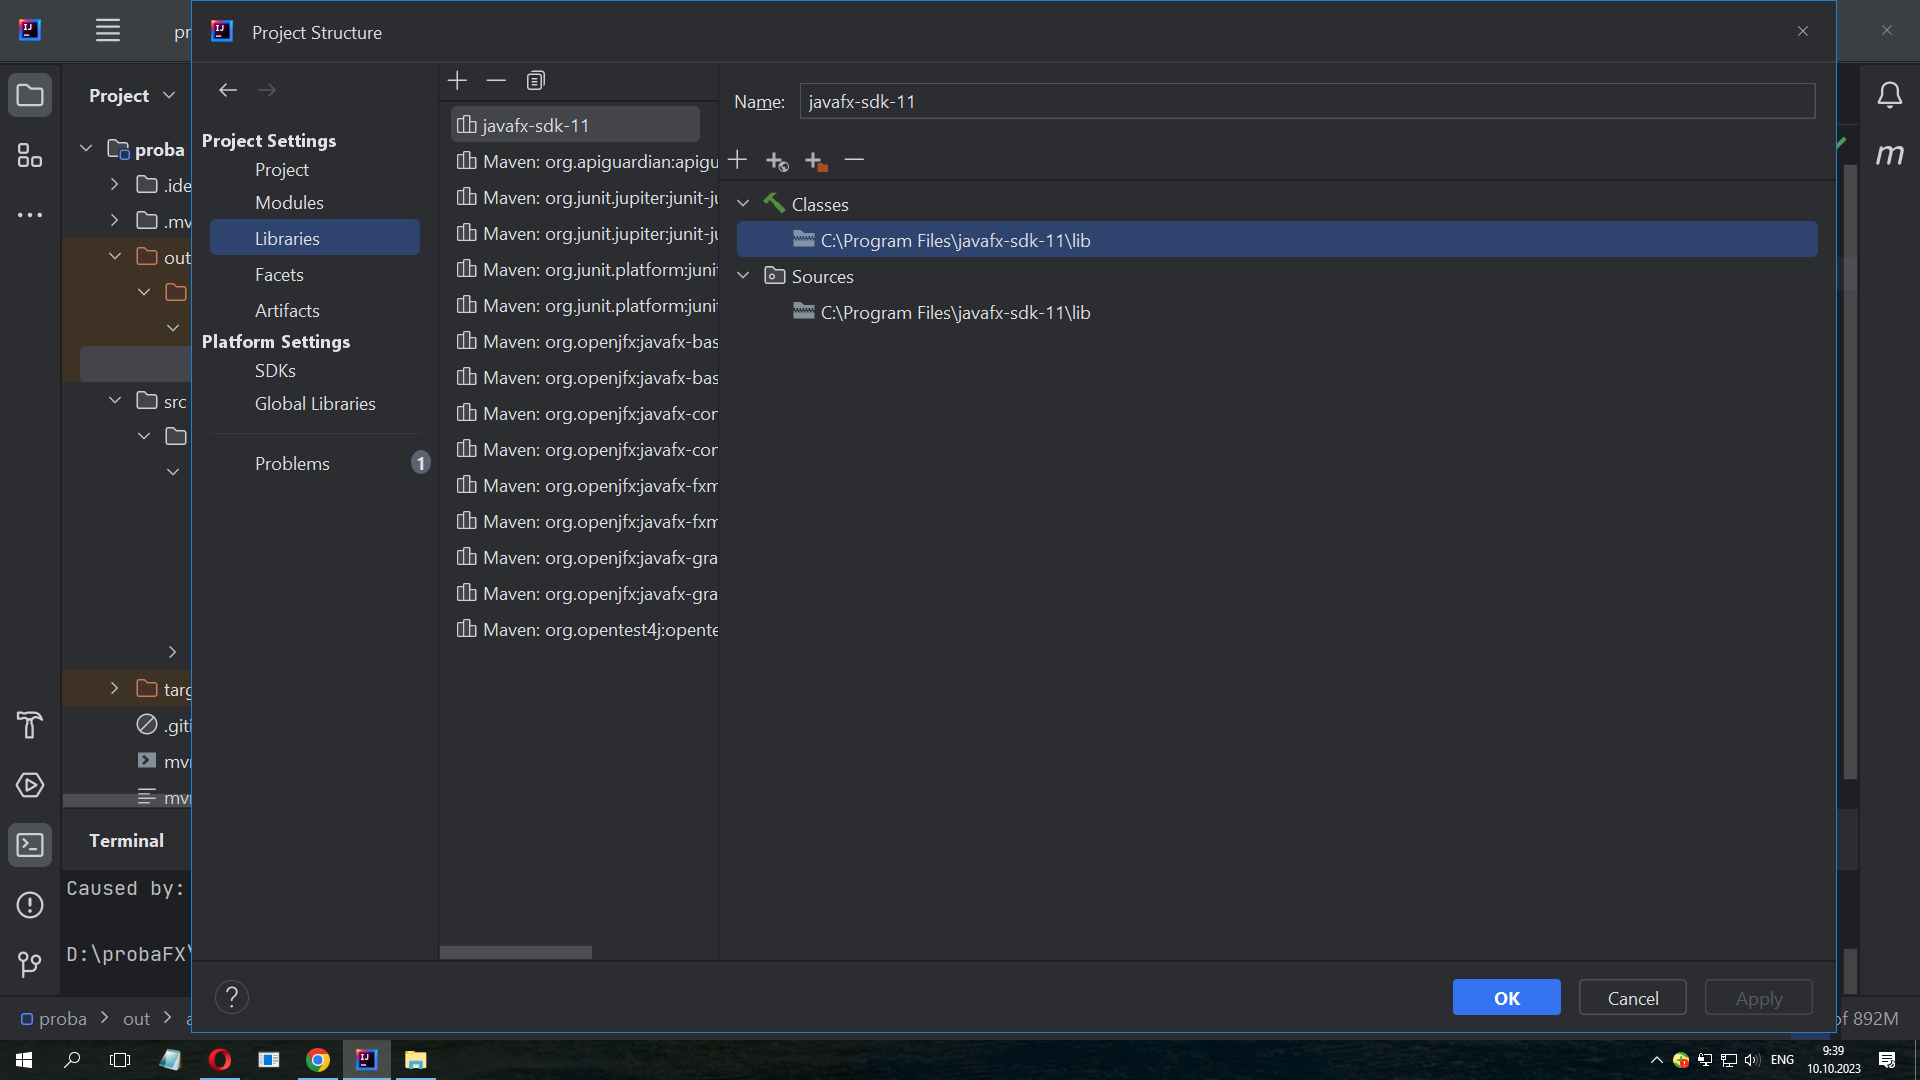 pr
Project Structure
Project
proba
.ide
.mv
out
src
targ
.giti
mvn
mvn
Project Settings
Project
Modules
Libraries
Facets
Artifacts
Platform Settings
SDKs
Global Libraries
Problems
1
javafx-sdk-11
Maven: org.apiguardian:apigu
Maven: org.junit.jupiter:junit-ju
Maven: org.junit.jupiter:junit-ju
Maven: org.junit.platform:junit
Maven: org.junit.platform:junit
Maven: org.openjfx:javafx-bas
Maven: org.openjfx:javafx-bas
Maven: org.openjfx:javafx-con
Maven: org.openjfx:javafx-con
Maven: org.openjfx:javafx-fxm
Maven: org.openjfx:javafx-fxm
Maven: org.openjfx:javafx-gra
Maven: org.openjfx:javafx-gra
Maven: org.opentest4j:opente
Name: javafx-sdk-11
Classes
C:\Program Files\javafx-sdk-11\lib
Sources
C:\Program Files\javafx-sdk-11\lib
m
Terminal
Caused by:
D:\probaFX\
?
OK
Cancel
Apply
proba > out > a
of 892M
ENG
9:39
10.10.2023